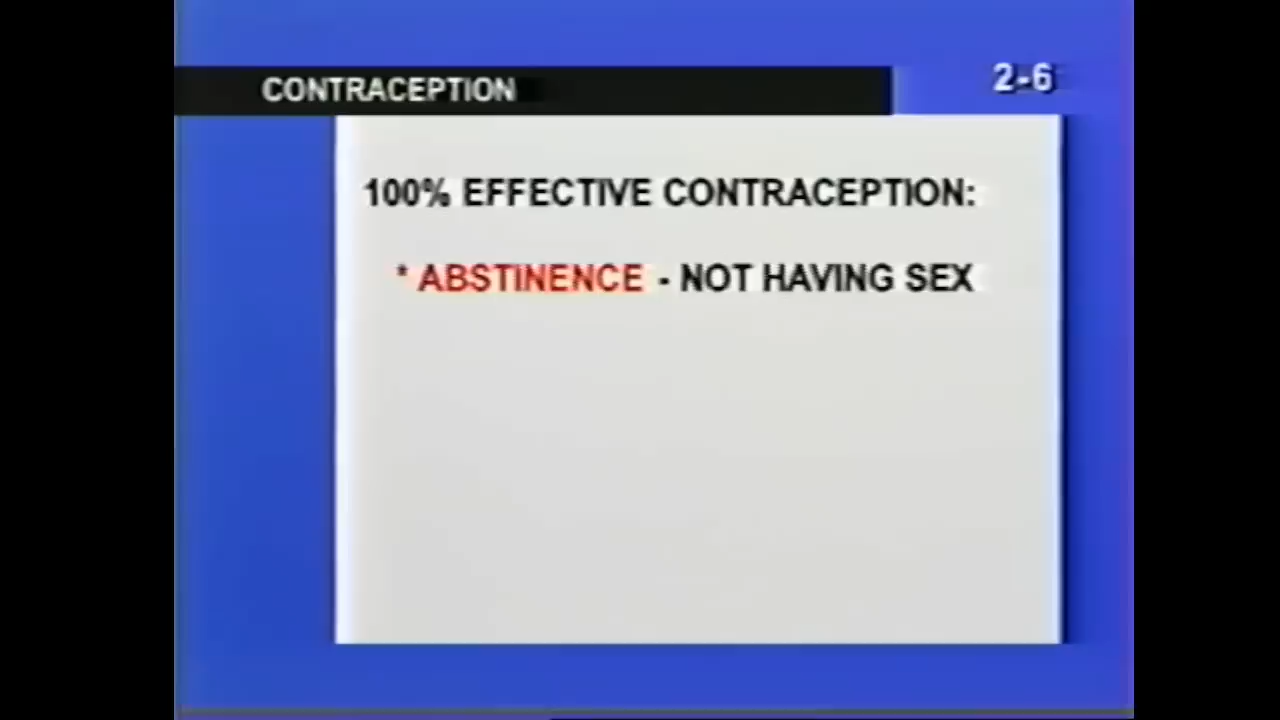 CONTRACEPTION
2-6
100% EFFECTIVE CONTRACEPTION:
* ABSTINENCE - NOT HAVING SEX